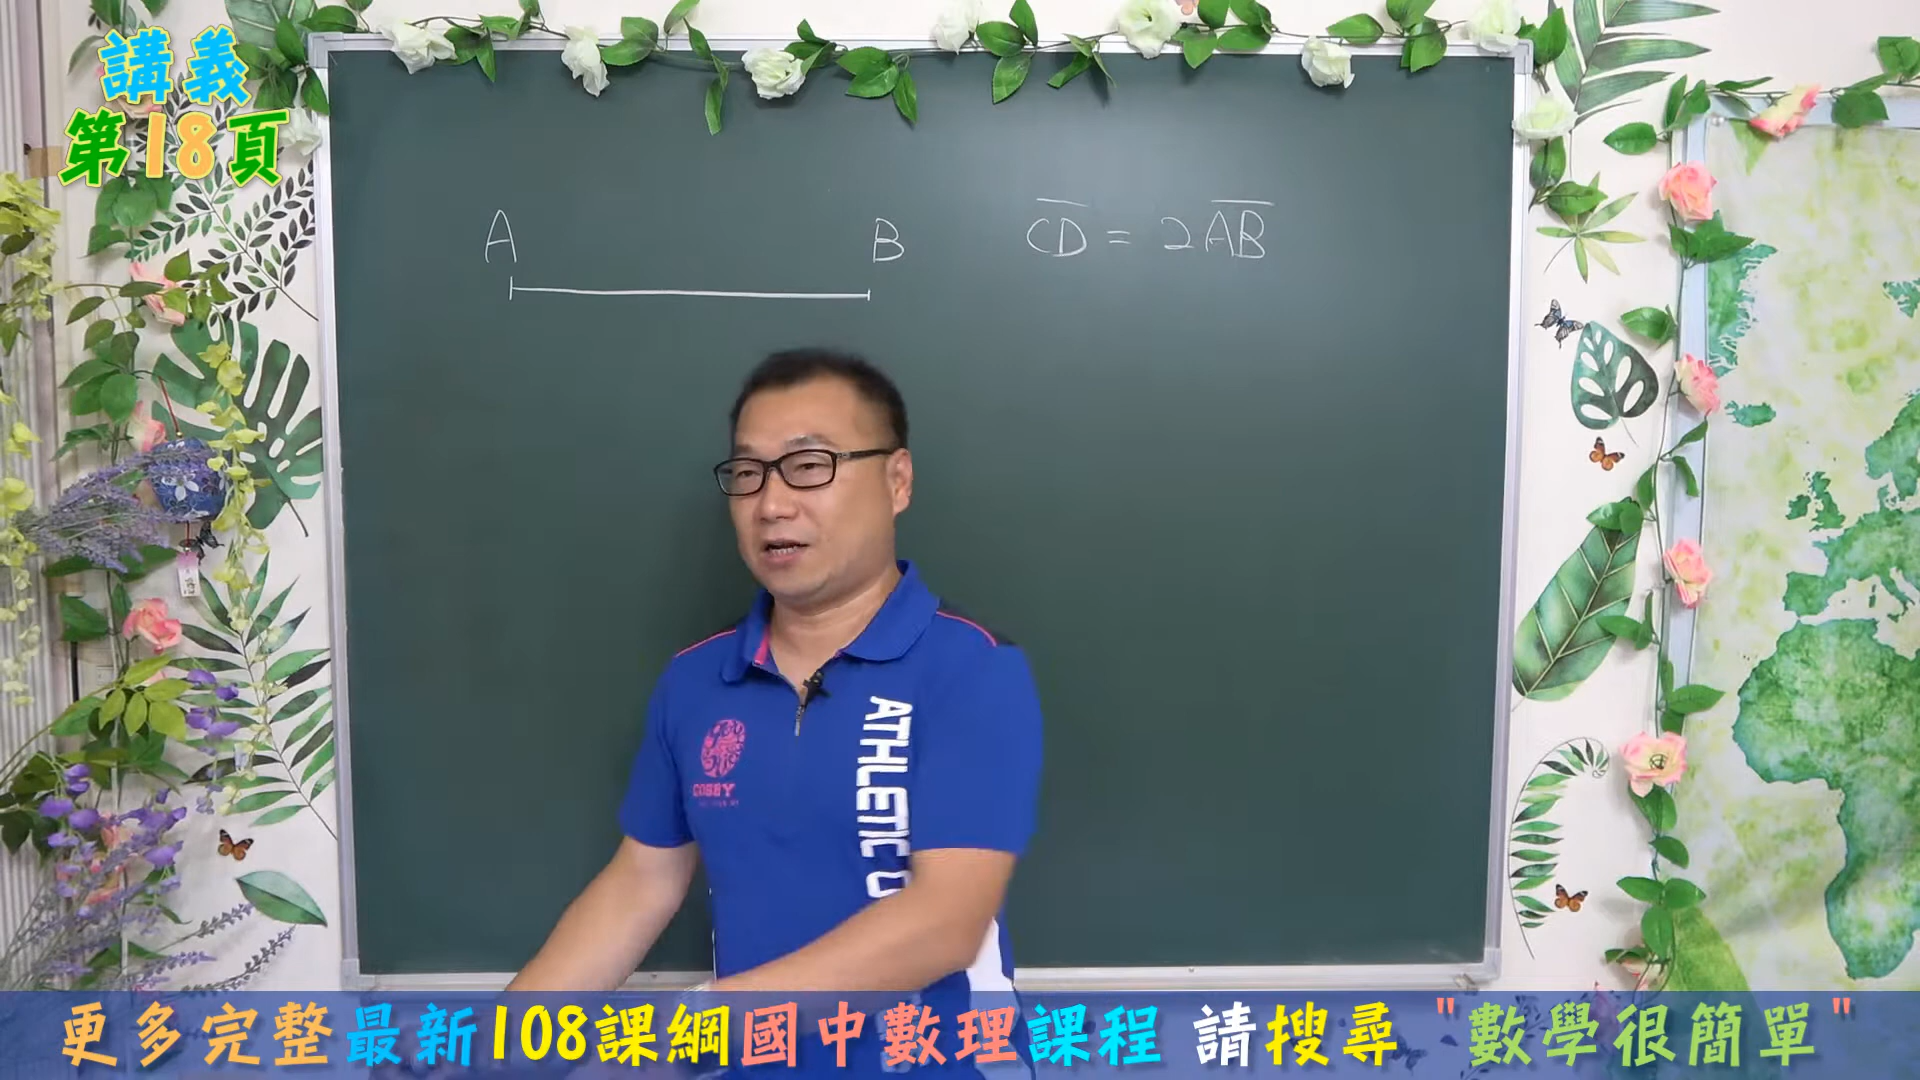 講義
第18頁
A B CD = 2AB
COBBY
ATHLETIC
更多完整最新108課綱國中數理課程 請搜尋 "數學很簡單"